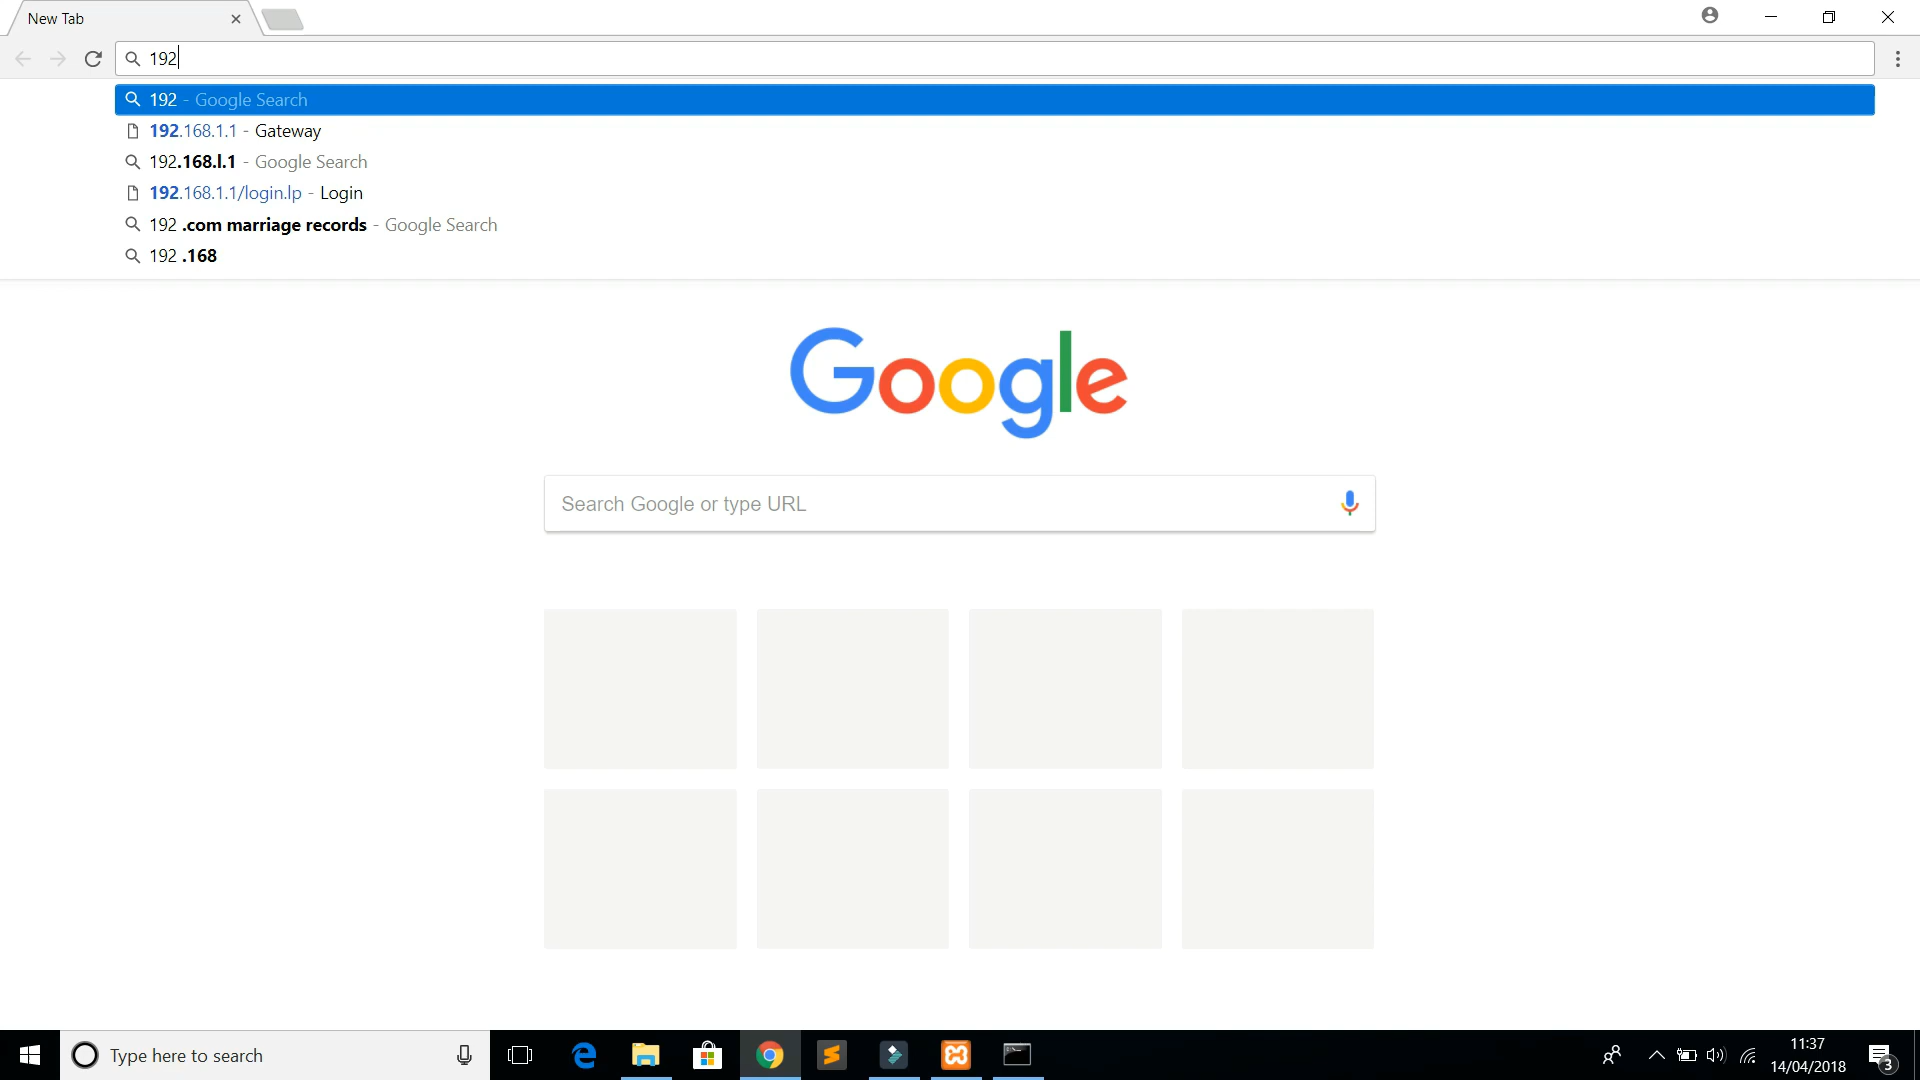 New Tab
192
192 - Google Search
192.168.1.1 - Gateway
192.168.l.1 - Google Search
192.168.1.1/login.lp - Login
192 .com marriage records - Google Search
192 .168
Google
Search Google or type URL
Type here to search
11:37
14/04/2018
3